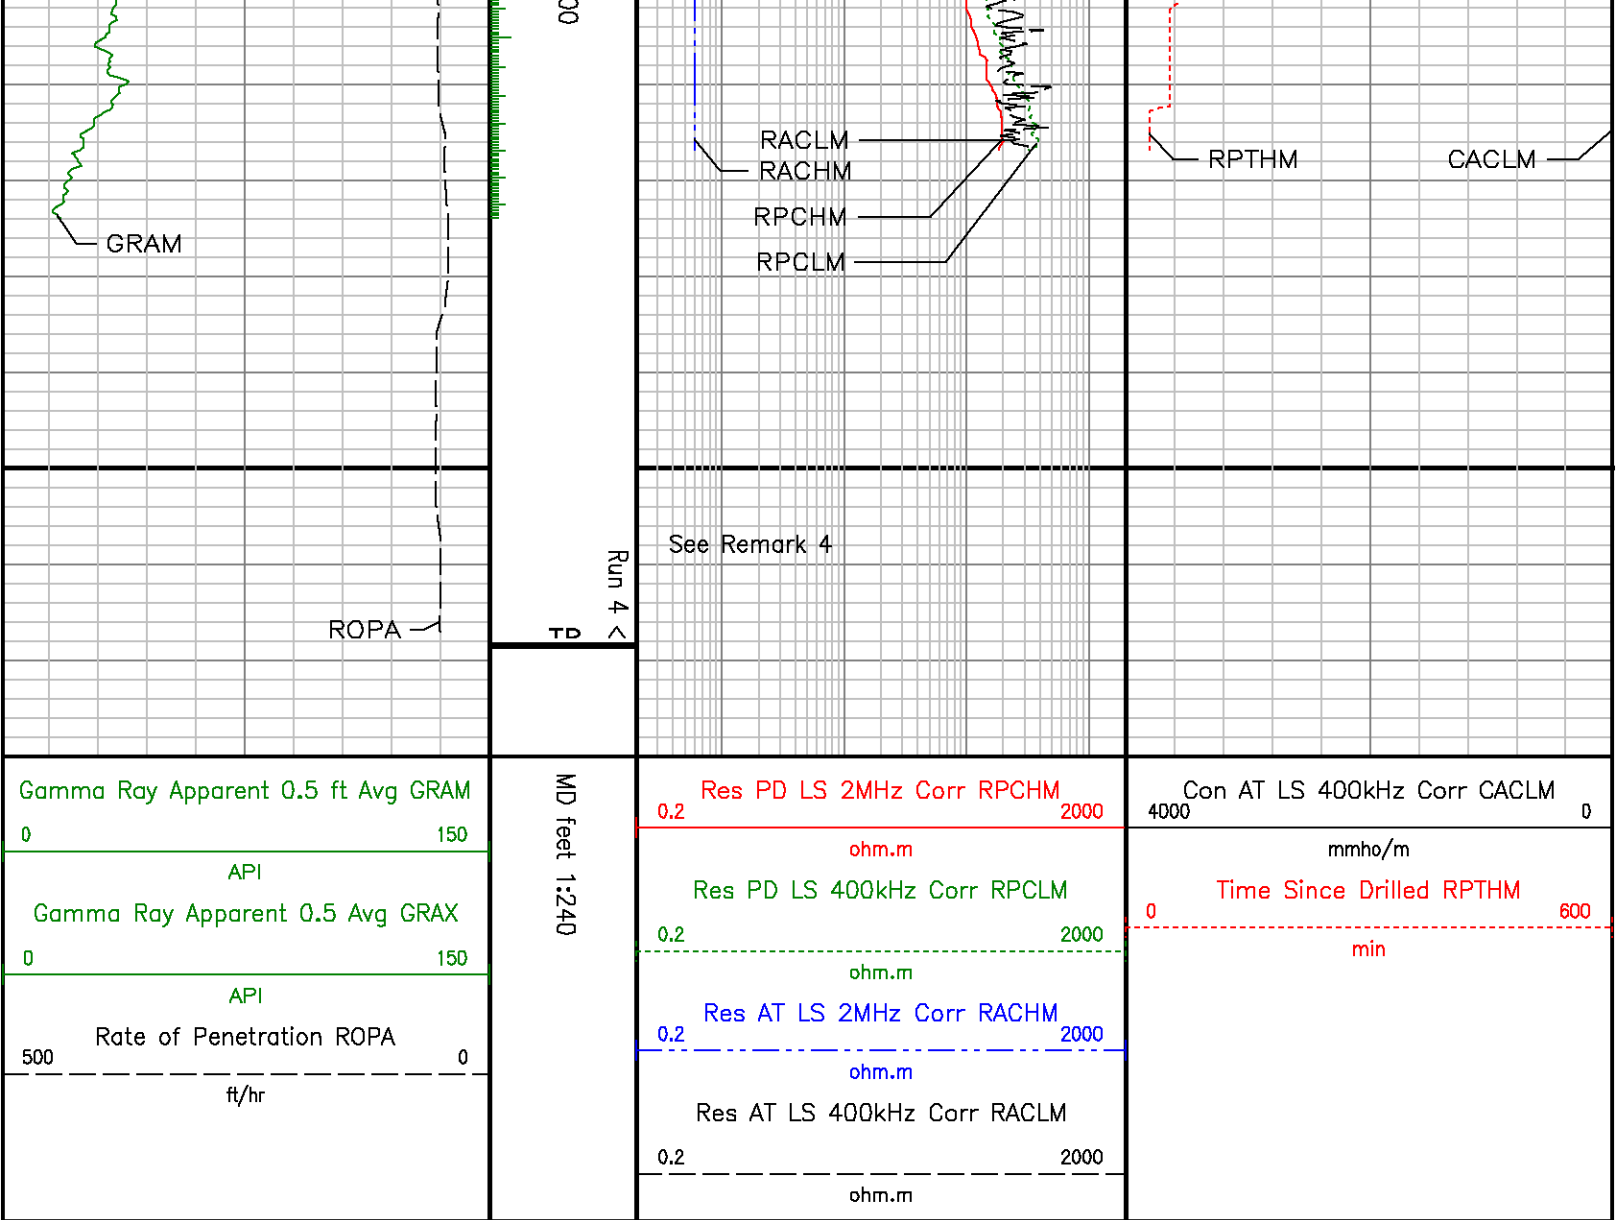 00
RACLM
RACHM
RPTHM
CACLM
RPCHM
GRAM
RPCLM
See Remark 4
Run 4 <
ROPA
TD
Gamma Ray Apparent 0.5 ft Avg GRAM
0 150
API
Gamma Ray Apparent 0.5 Avg GRAX
0 150
API
Rate of Penetration ROPA
500 0
ft/hr
MD feet 1:240
Res PD LS 2MHz Corr RPCHM
0.2 2000
ohm.m
Res PD LS 400kHz Corr RPCLM
0.2 2000
ohm.m
Res AT LS 2MHz Corr RACHM
0.2 2000
ohm.m
Res AT LS 400kHz Corr RACLM
0.2 2000
ohm.m
Con AT LS 400kHz Corr CACLM
4000 0
mmho/m
Time Since Drilled RPTHM
0 600
min